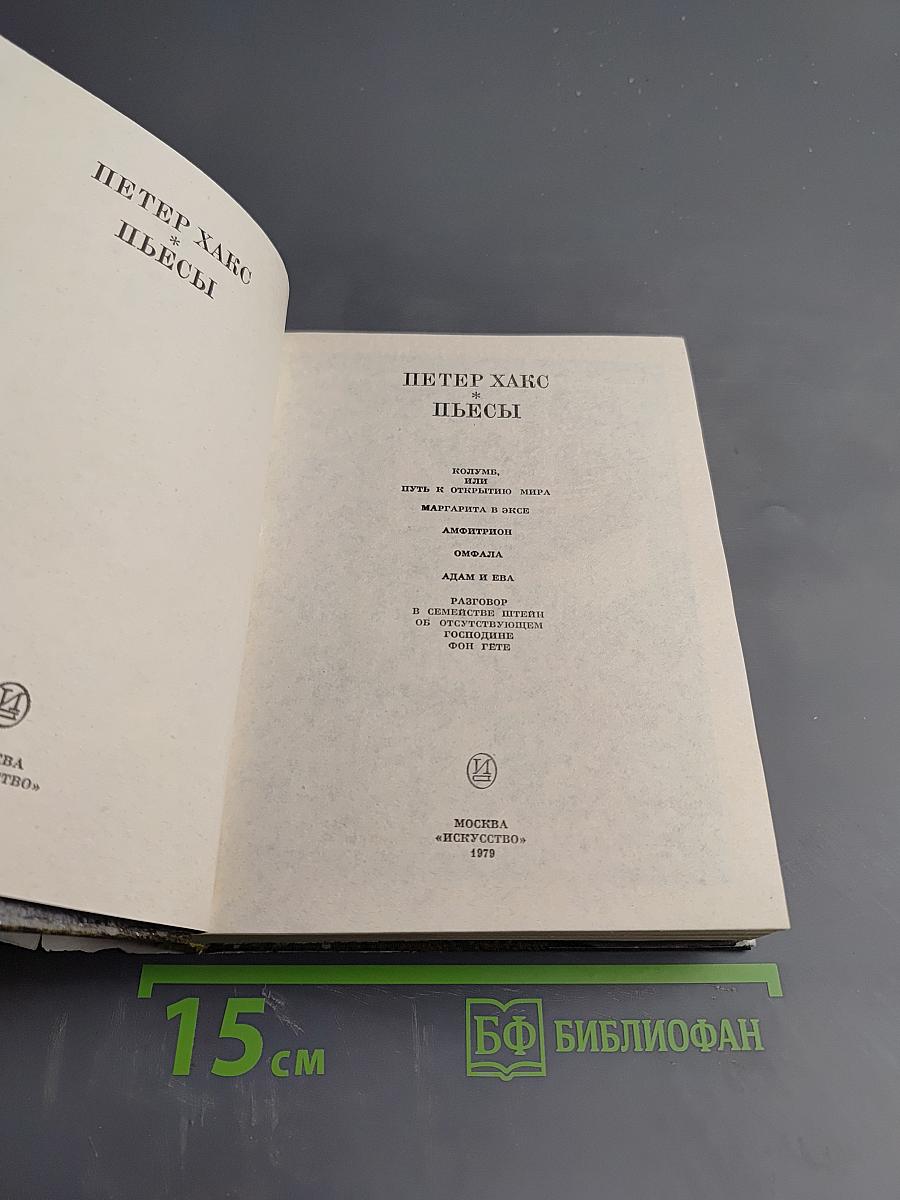 ПЕТЕР ХАКС
*
ПЬЕСЫ
ПЕТЕР ХАКС
*
ПЬЕСЫ
КОЛУМБ,
ИЛИ
ПУТЬ К ОТКРЫТИЮ МИРА
МАРГАРИТА В ЭКСЕ
АМФИТРИОН
ОМФАЛА
АДАМ И ЕВА
РАЗГОВОР
В СЕМЕЙСТВЕ ШТЕЙН
ОБ ОТСУТСТВУЮЩЕМ
ГОСПОДИНЕ
ФОН ГЁТЕ
И
МОСКВА
«ИСКУССТВО»
1979
15 см
БФ БИБЛИОФАН